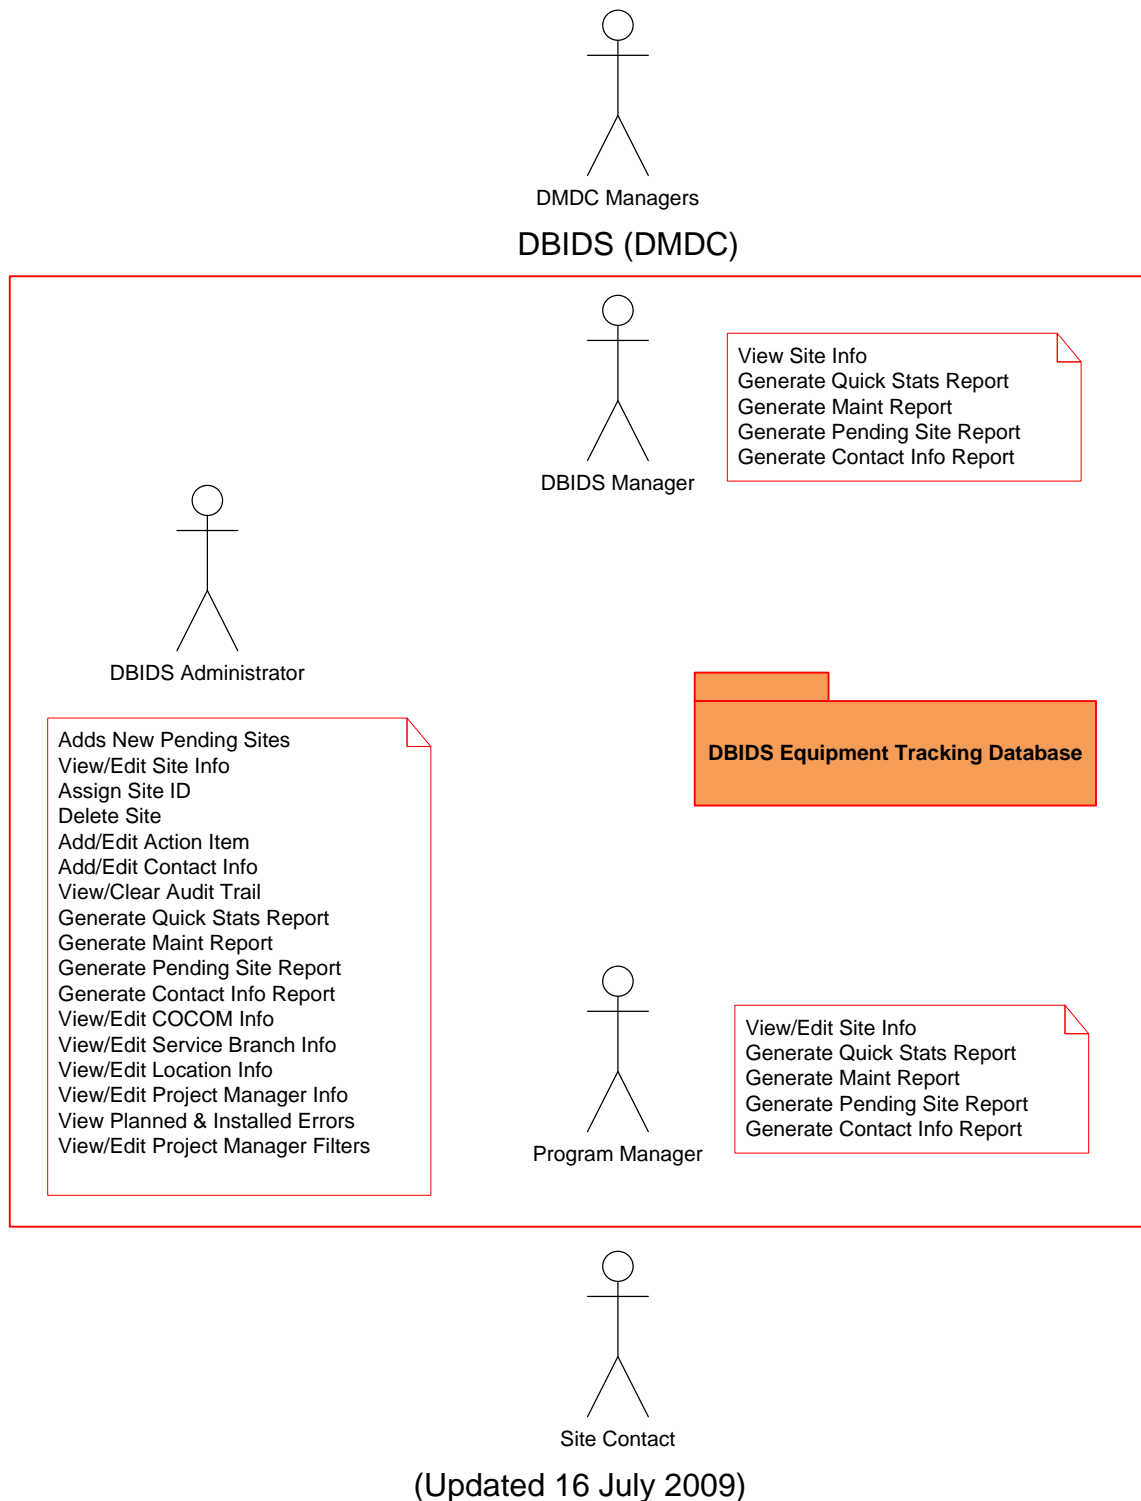 DMDC Managers
DBIDS (DMDC)
View Site Info
Generate Quick Stats Report
Generate Maint Report
Generate Pending Site Report
Generate Contact Info Report
DBIDS Manager
DBIDS Administrator
Adds New Pending Sites
View/Edit Site Info
Assign Site ID
Delete Site
Add/Edit Action Item
Add/Edit Contact Info
View/Clear Audit Trail
Generate Quick Stats Report
Generate Maint Report
Generate Pending Site Report
Generate Contact Info Report
View/Edit COCOM Info
View/Edit Service Branch Info
View/Edit Location Info
View/Edit Project Manager Info
View Planned & Installed Errors
View/Edit Project Manager Filters
DBIDS Equipment Tracking Database
View/Edit Site Info
Generate Quick Stats Report
Generate Maint Report
Generate Pending Site Report
Generate Contact Info Report
Program Manager
Site Contact
(Updated 16 July 2009)